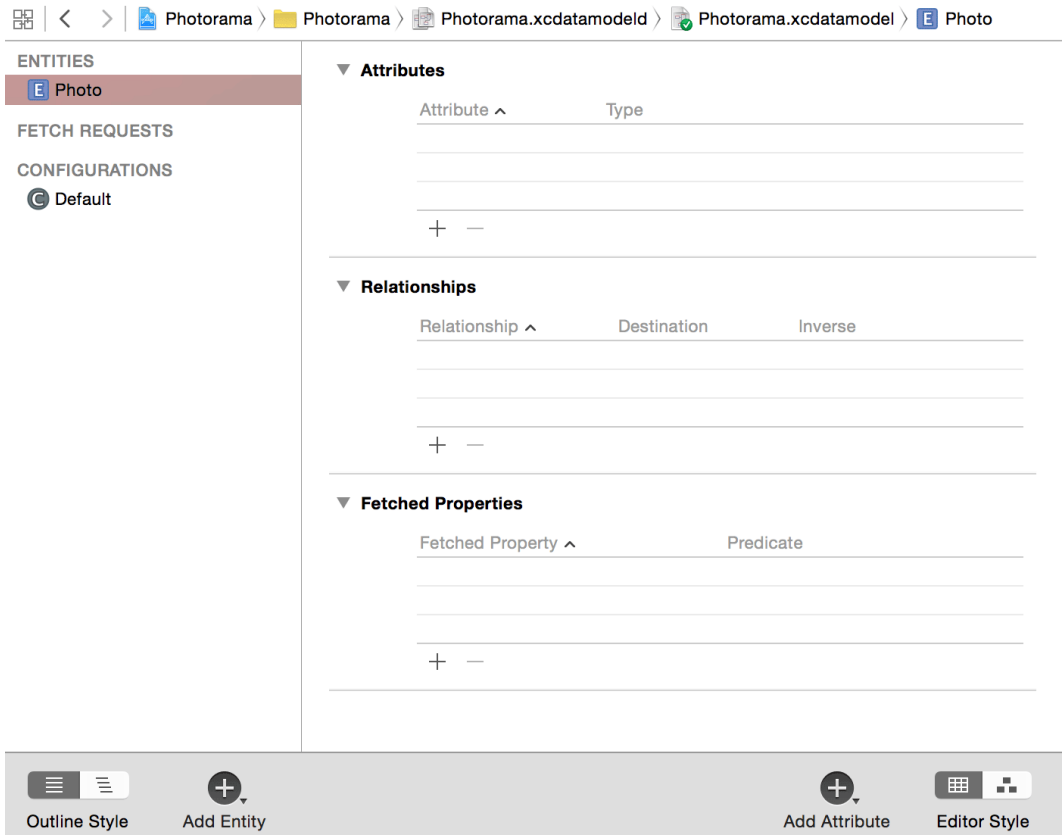 Photorama > Photorama > Photorama.xcdatamodeld > Photorama.xcdatamodel > E Photo
ENTITIES
E Photo
FETCH REQUESTS
CONFIGURATIONS
C Default
Attributes
Attribute Type
Relationships
Relationship Destination Inverse
Fetched Properties
Fetched Property Predicate
Outline Style Add Entity Add Attribute Editor Style